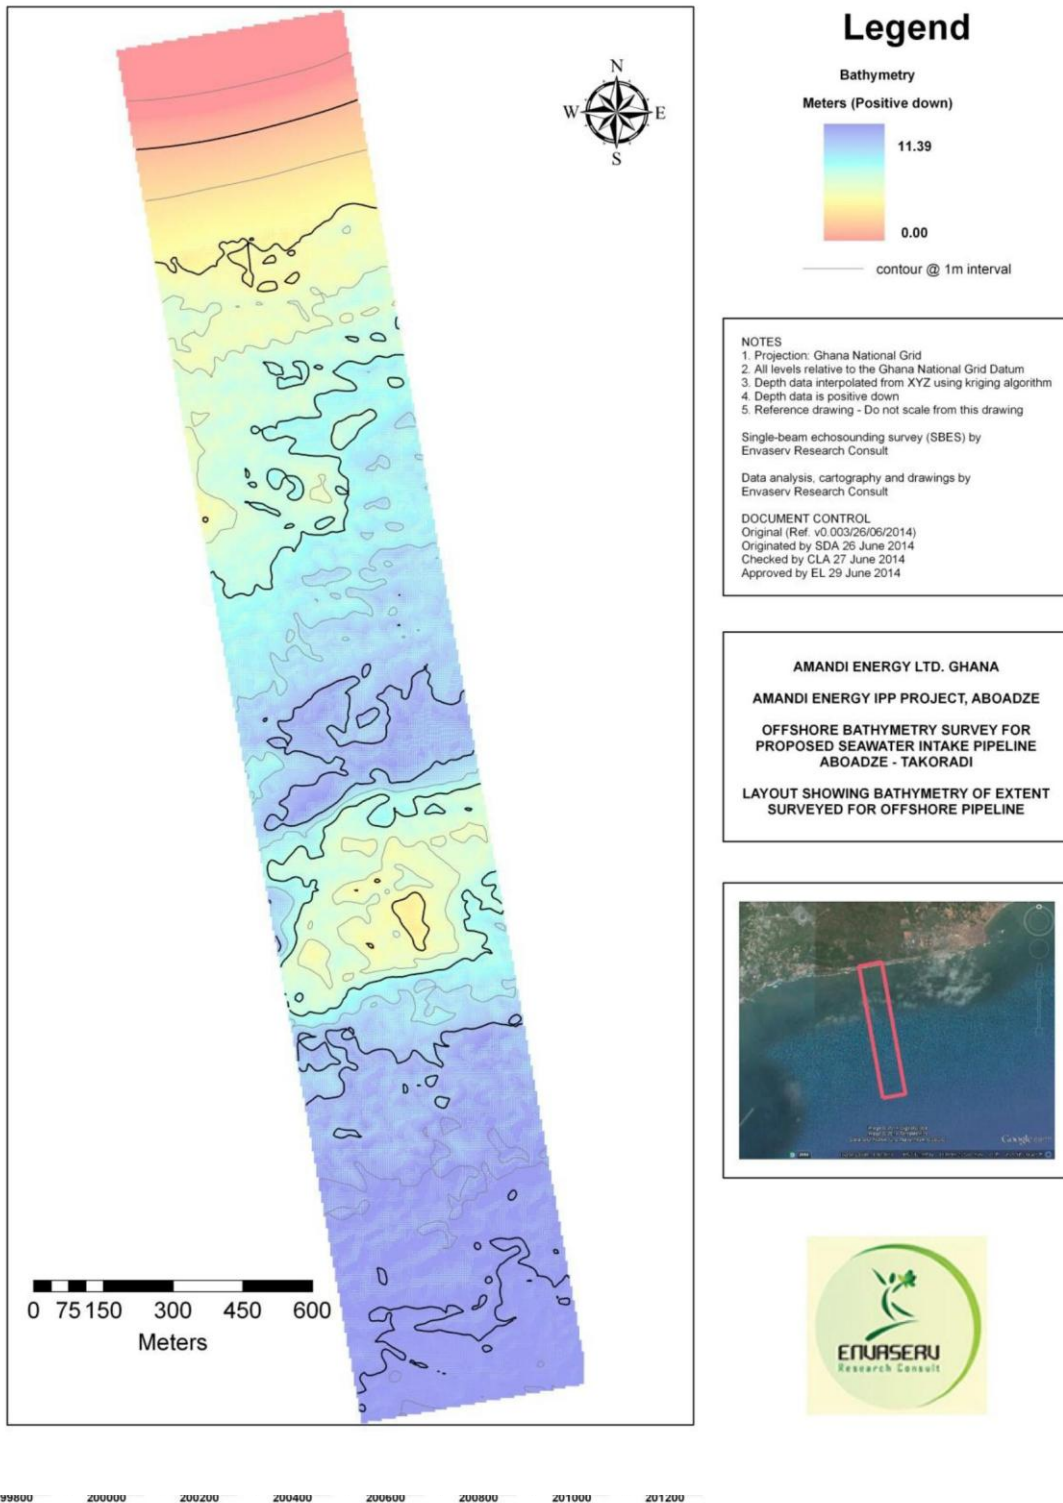 N
W E
S
0 75 150 300 450 600
Meters
Legend
Bathymetry
Meters (Positive down)
11.39
0.00
contour @ 1m interval
NOTES
1. Projection: Ghana National Grid
2. All levels relative to the Ghana National Grid Datum
3. Depth data interpolated from XYZ using kriging algorithm
4. Depth data is positive down
5. Reference drawing - Do not scale from this drawing
Single-beam echosounding survey (SBES) by
Envaserv Research Consult
Data analysis, cartography and drawings by
Envaserv Research Consult
DOCUMENT CONTROL
Original (Ref. v0.003/26/06/2014)
Originated by SDA 26 June 2014
Checked by CLA 27 June 2014
Approved by EL 29 June 2014
AMANDI ENERGY LTD. GHANA
AMANDI ENERGY IPP PROJECT, ABOADZE
OFFSHORE BATHYMETRY SURVEY FOR
PROPOSED SEAWATER INTAKE PIPELINE
ABOADZE - TAKORADI
LAYOUT SHOWING BATHYMETRY OF EXTENT
SURVEYED FOR OFFSHORE PIPELINE
Google
ENVASERV
Research Consult
99800 200000 200200 200400 200600 200800 201000 201200